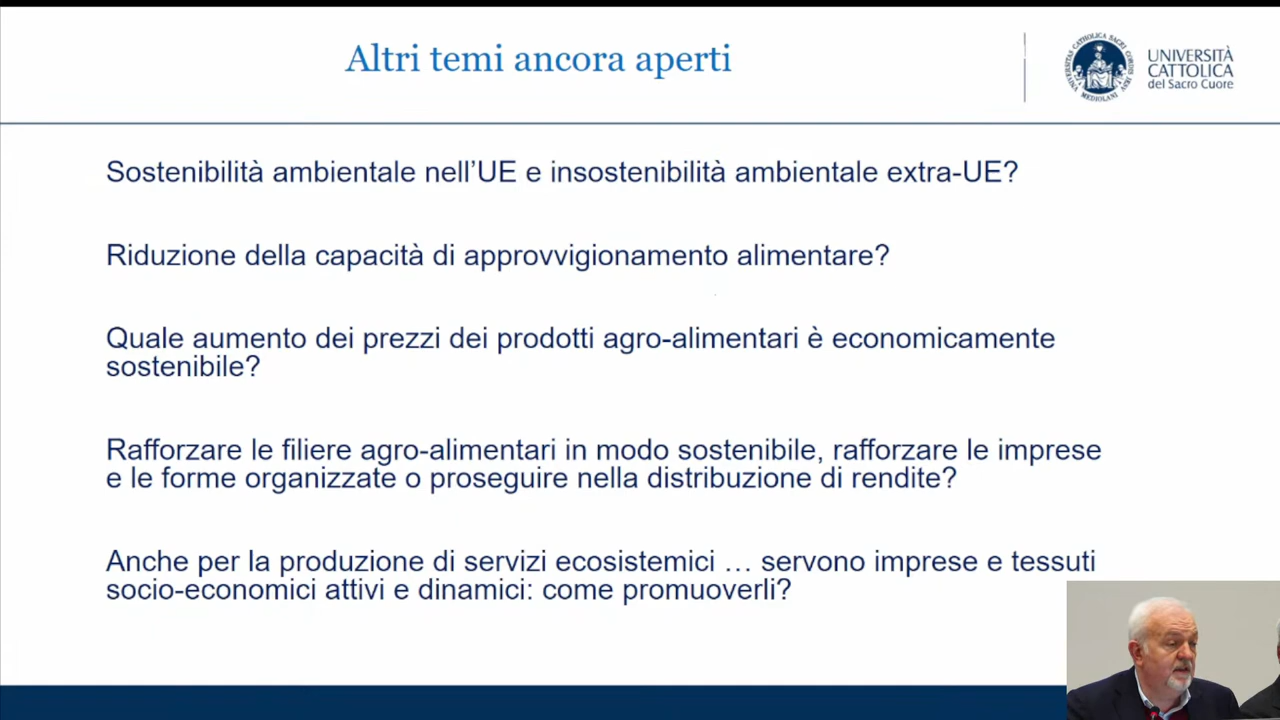 Altri temi ancora aperti
UNIVERSITÀ
CATTOLICA
del Sacro Cuore
Sostenibilità ambientale nell’UE e insostenibilità ambientale extra-UE?
Riduzione della capacità di approvvigionamento alimentare?
Quale aumento dei prezzi dei prodotti agro-alimentari è economicamente
sostenibile?
Rafforzare le filiere agro-alimentari in modo sostenibile, rafforzare le imprese
e le forme organizzate o proseguire nella distribuzione di rendite?
Anche per la produzione di servizi ecosistemici … servono imprese e tessuti
socio-economici attivi e dinamici: come promuoverli?